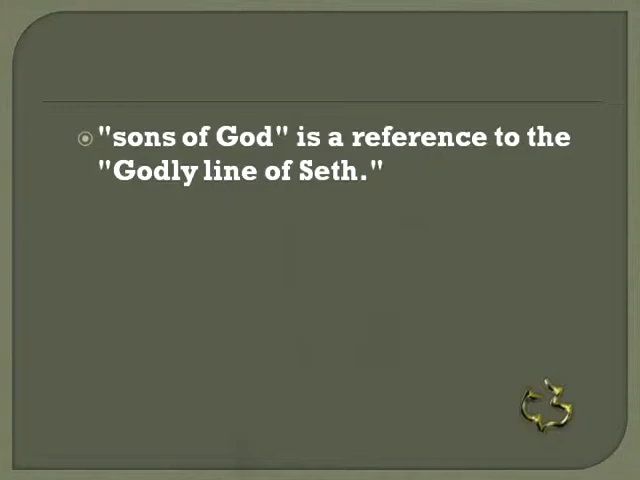 "sons of God" is a reference to the
"Godly line of Seth."